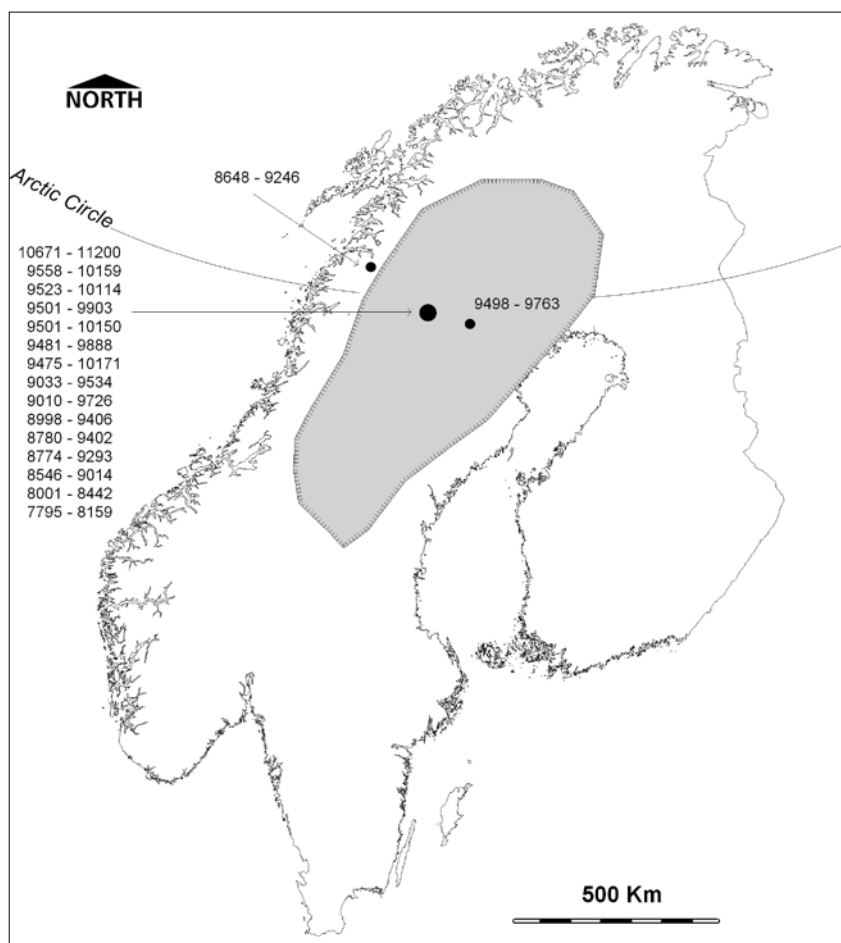 NORTH
Arctic Circle
8648 - 9246
10671 - 11200
9558 - 10159
9523 - 10114
9501 - 9903
9501 - 10150
9481 - 9888
9475 - 10171
9033 - 9534
9010 - 9726
8998 - 9406
8780 - 9402
8774 - 9293
8546 - 9014
8001 - 8442
7795 - 8159
9498 - 9763
500 Km